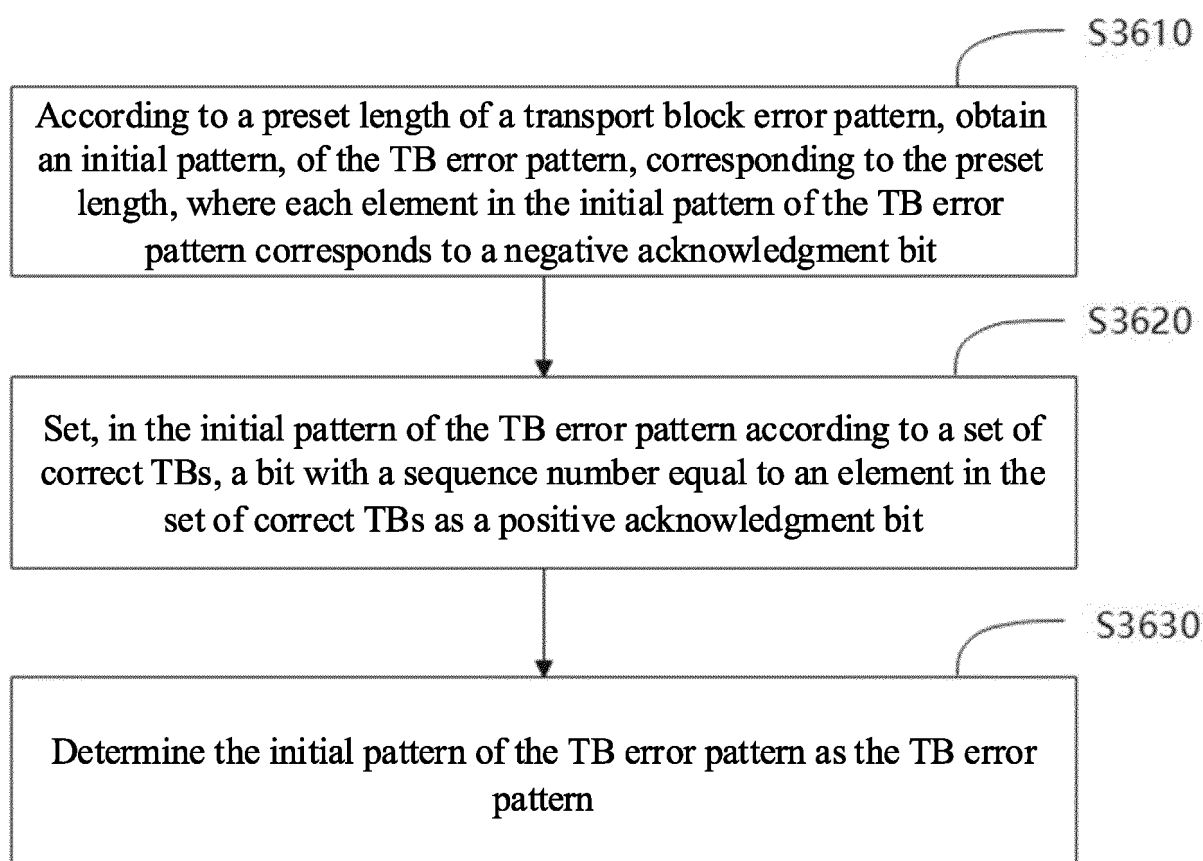 S3610
According to a preset length of a transport block error pattern, obtain
an initial pattern, of the TB error pattern, corresponding to the preset
length, where each element in the initial pattern of the TB error
pattern corresponds to a negative acknowledgment bit
S3620
Set, in the initial pattern of the TB error pattern according to a set of
correct TBs, a bit with a sequence number equal to an element in the
set of correct TBs as a positive acknowledgment bit
S3630
Determine the initial pattern of the TB error pattern as the TB error
pattern